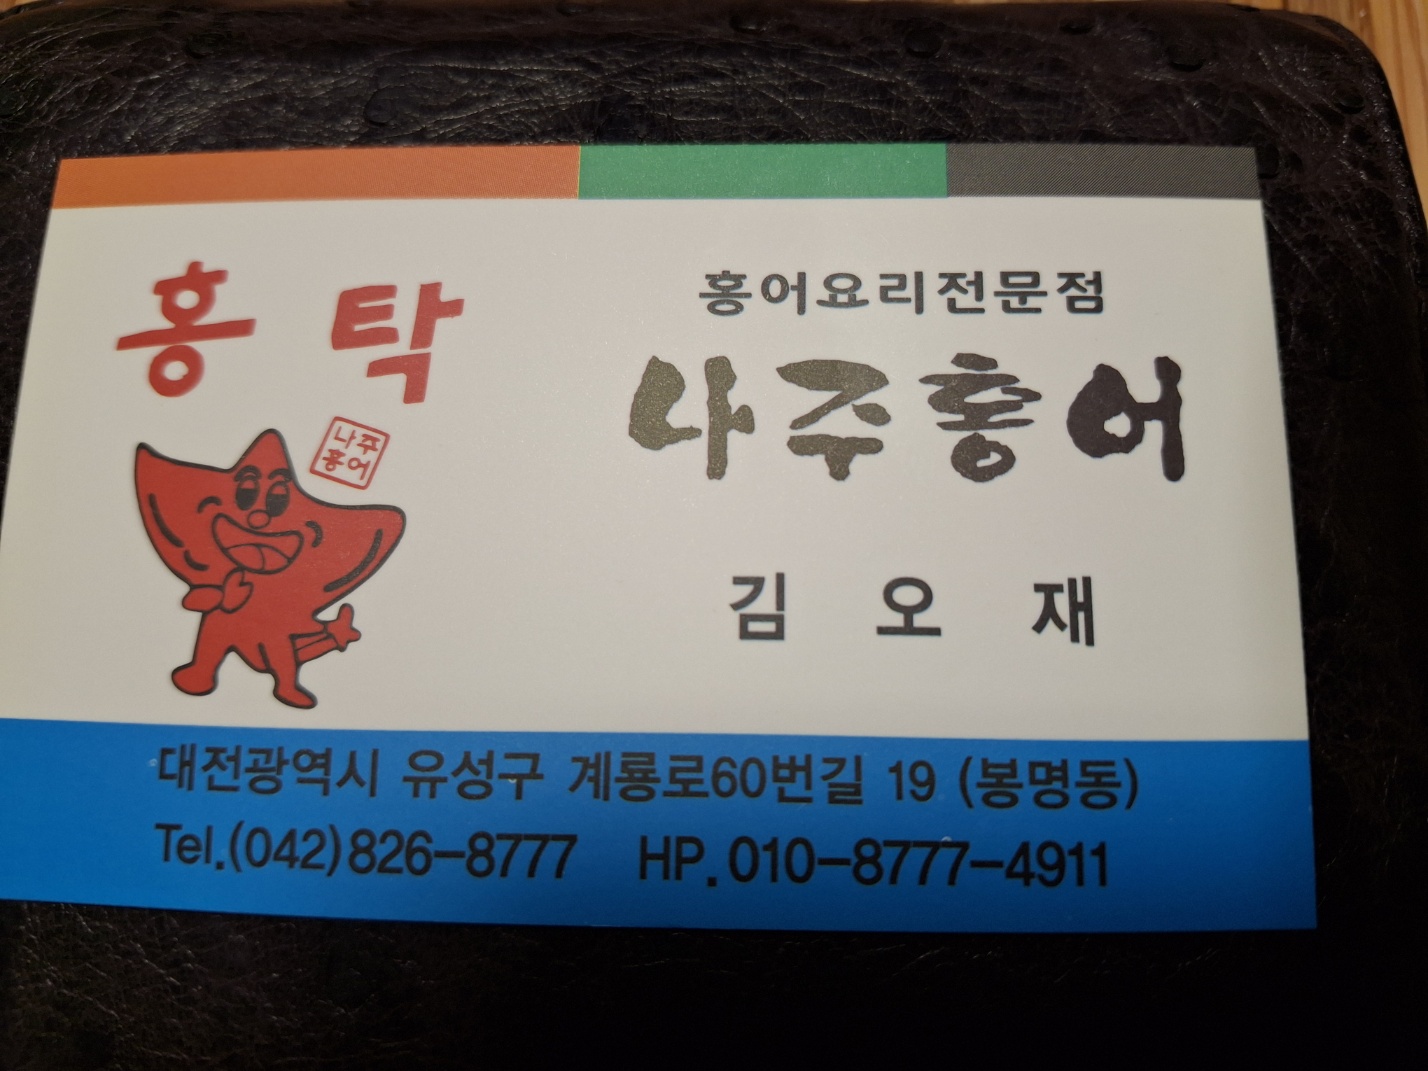 홍탁
나주
홍어
홍어요리전문점
나주홍어
김 오 재
대전광역시 유성구 계룡로60번길 19 (봉명동)
Tel.(042)826-8777 HP.010-8777-4911